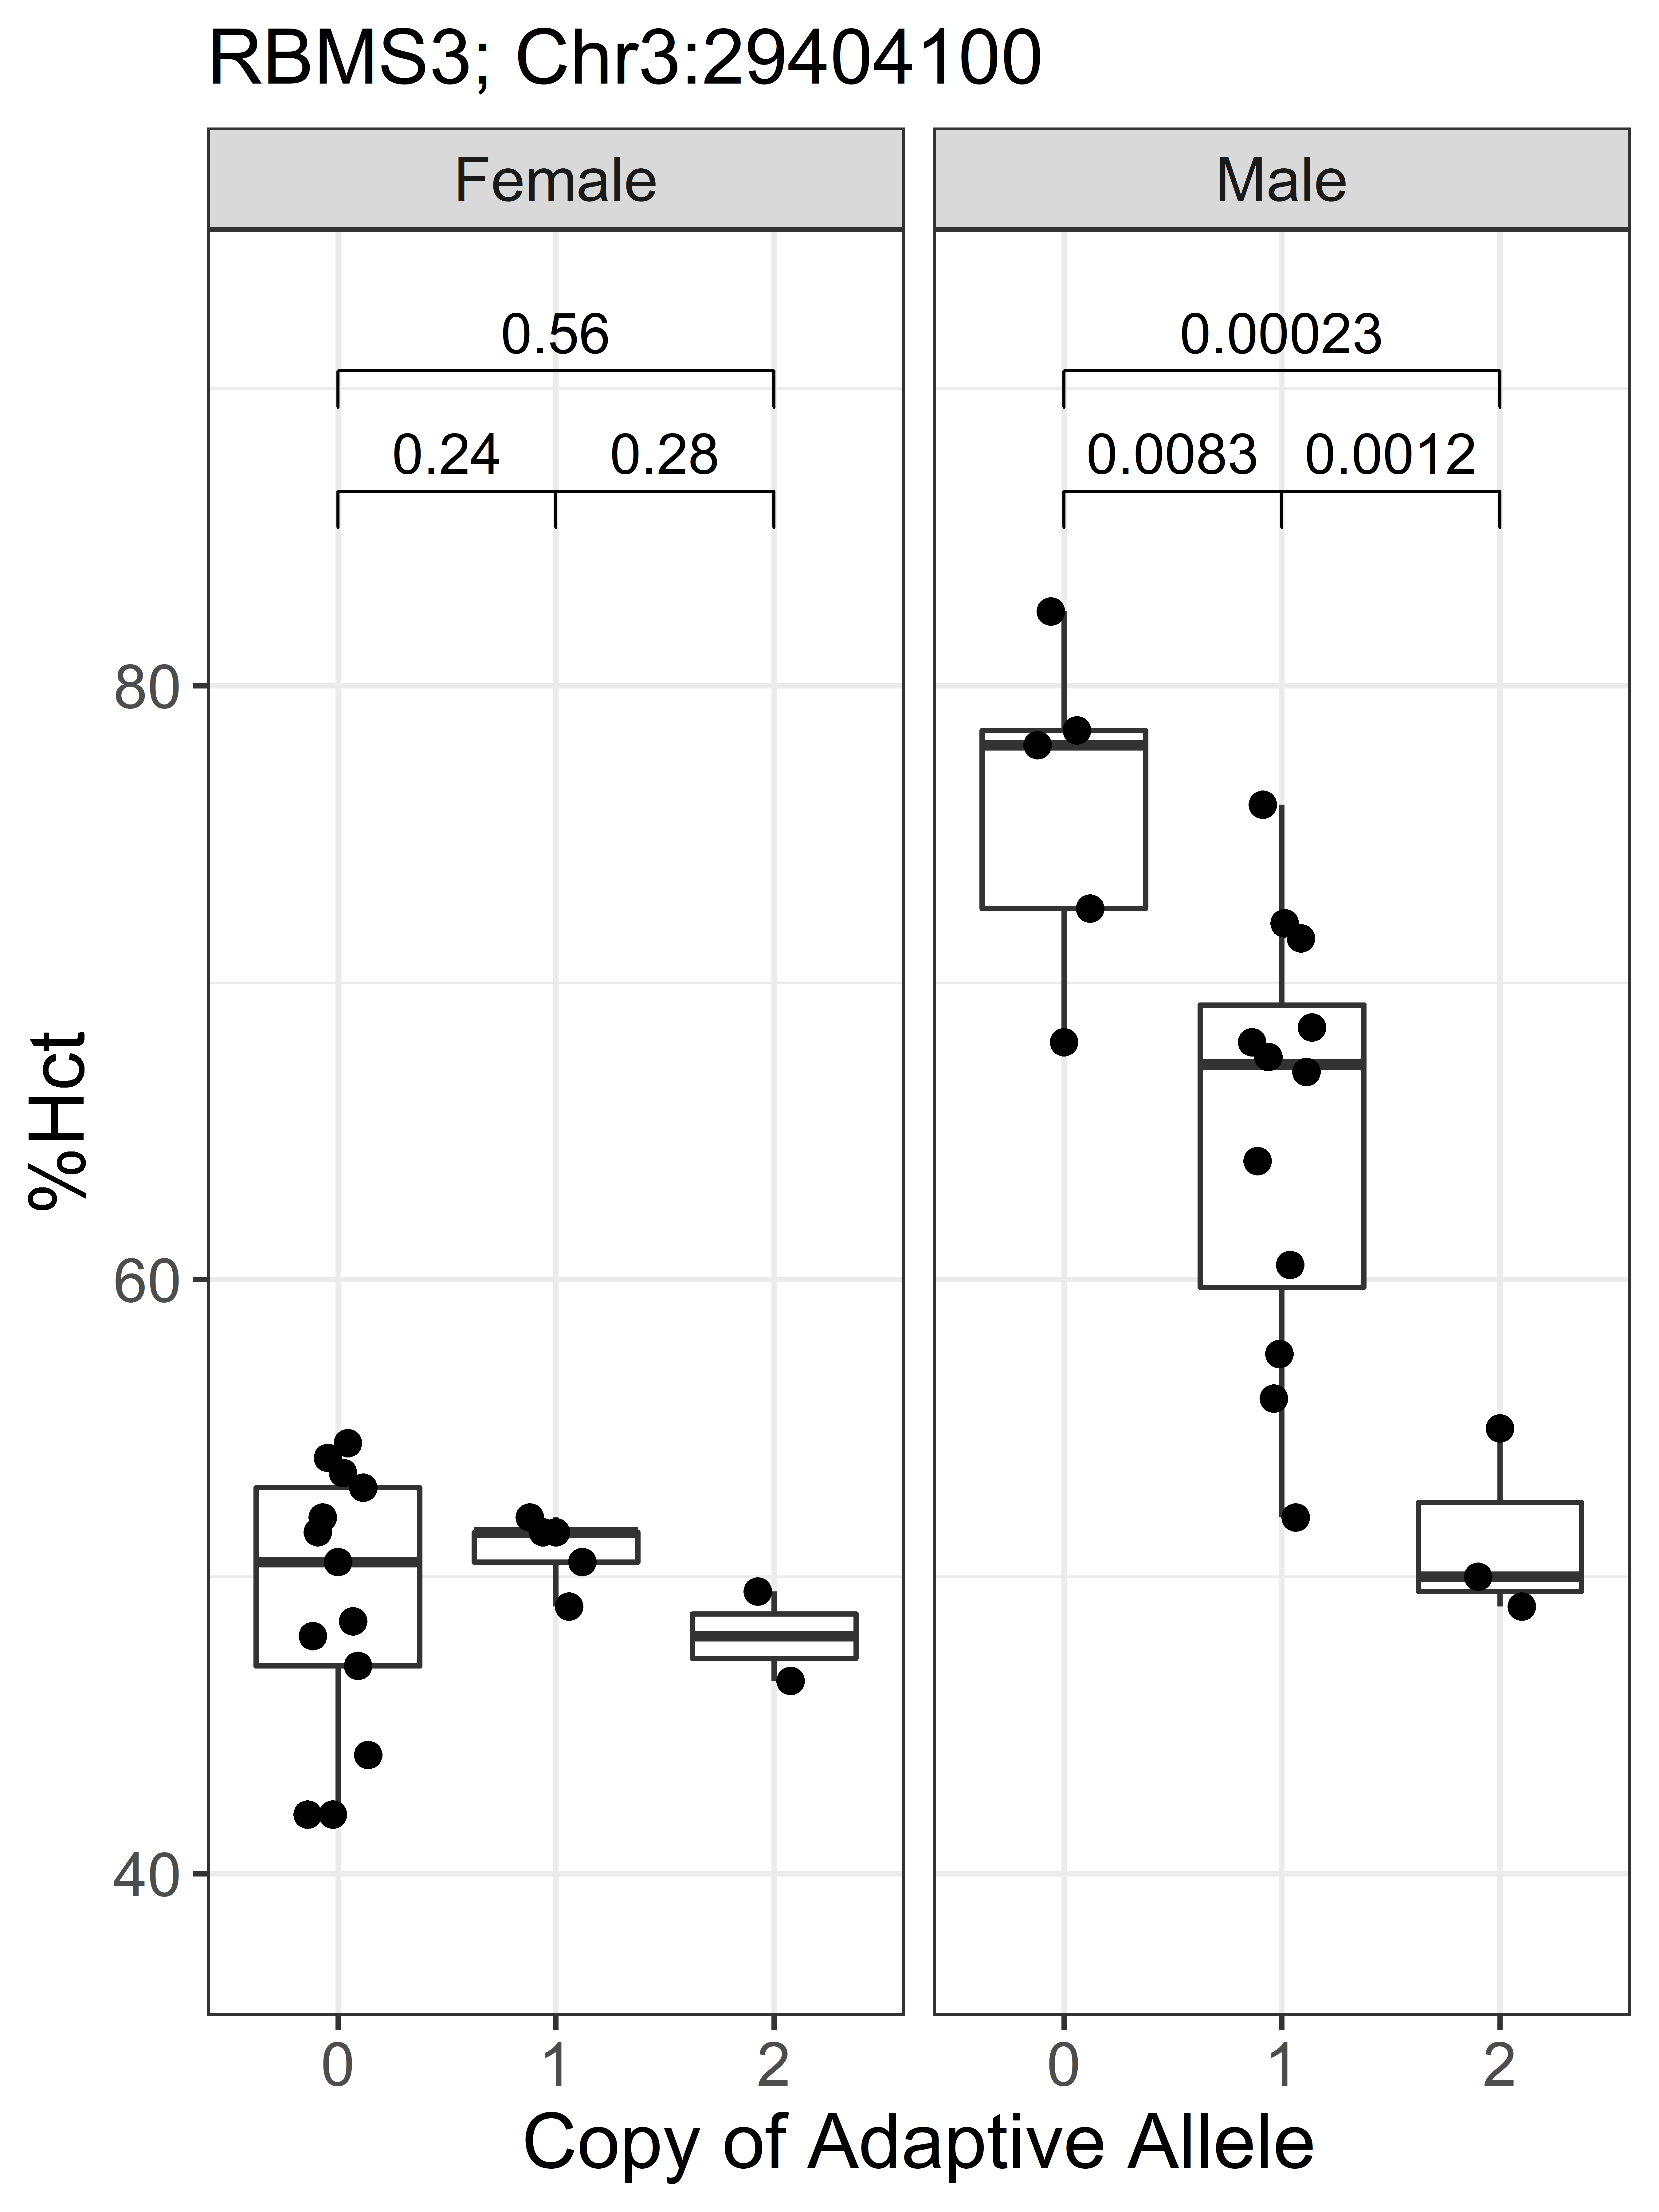 RBMS3; Chr3:29404100
Female Male
0.56 0.00023
0.24 0.28 0.0083 0.0012
80
%Hct
60
40
0 1 2 0 1 2
Copy of Adaptive Allele